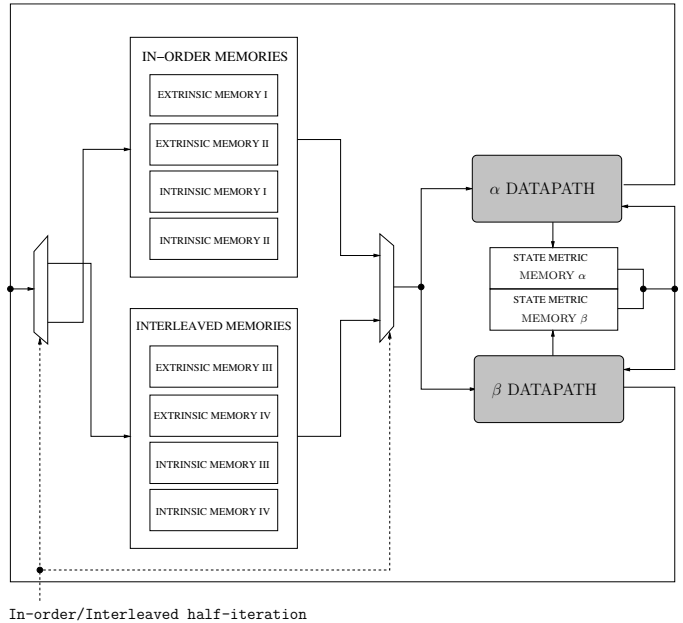 IN-ORDER MEMORIES
EXTRINSIC MEMORY I
EXTRINSIC MEMORY II
INTRINSIC MEMORY I
INTRINSIC MEMORY II
INTERLEAVED MEMORIES
EXTRINSIC MEMORY III
EXTRINSIC MEMORY IV
INTRINSIC MEMORY III
INTRINSIC MEMORY IV
α DATAPATH
STATE METRIC
MEMORY α
STATE METRIC
MEMORY β
β DATAPATH
In-order/Interleaved half-iteration